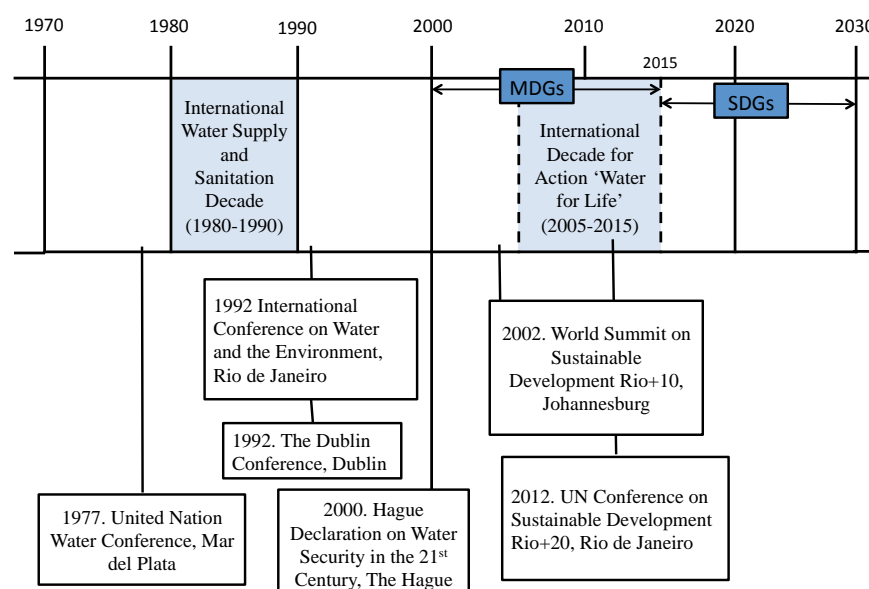 1970 1980 1990 2000 2010 2020 2030
2015
MDGs
SDGs
International
Water Supply
and
Sanitation
Decade
(1980-1990)
International
Decade for
Action ‘Water
for Life’
(2005-2015)
1992 International
Conference on Water
and the Environment,
Rio de Janeiro
1992. The Dublin
Conference, Dublin
1977. United Nation
Water Conference, Mar
del Plata
2000. Hague
Declaration on Water
Security in the 21st
Century, The Hague
2002. World Summit on
Sustainable
Development Rio+10,
Johannesburg
2012. UN Conference on
Sustainable Development
Rio+20, Rio de Janeiro